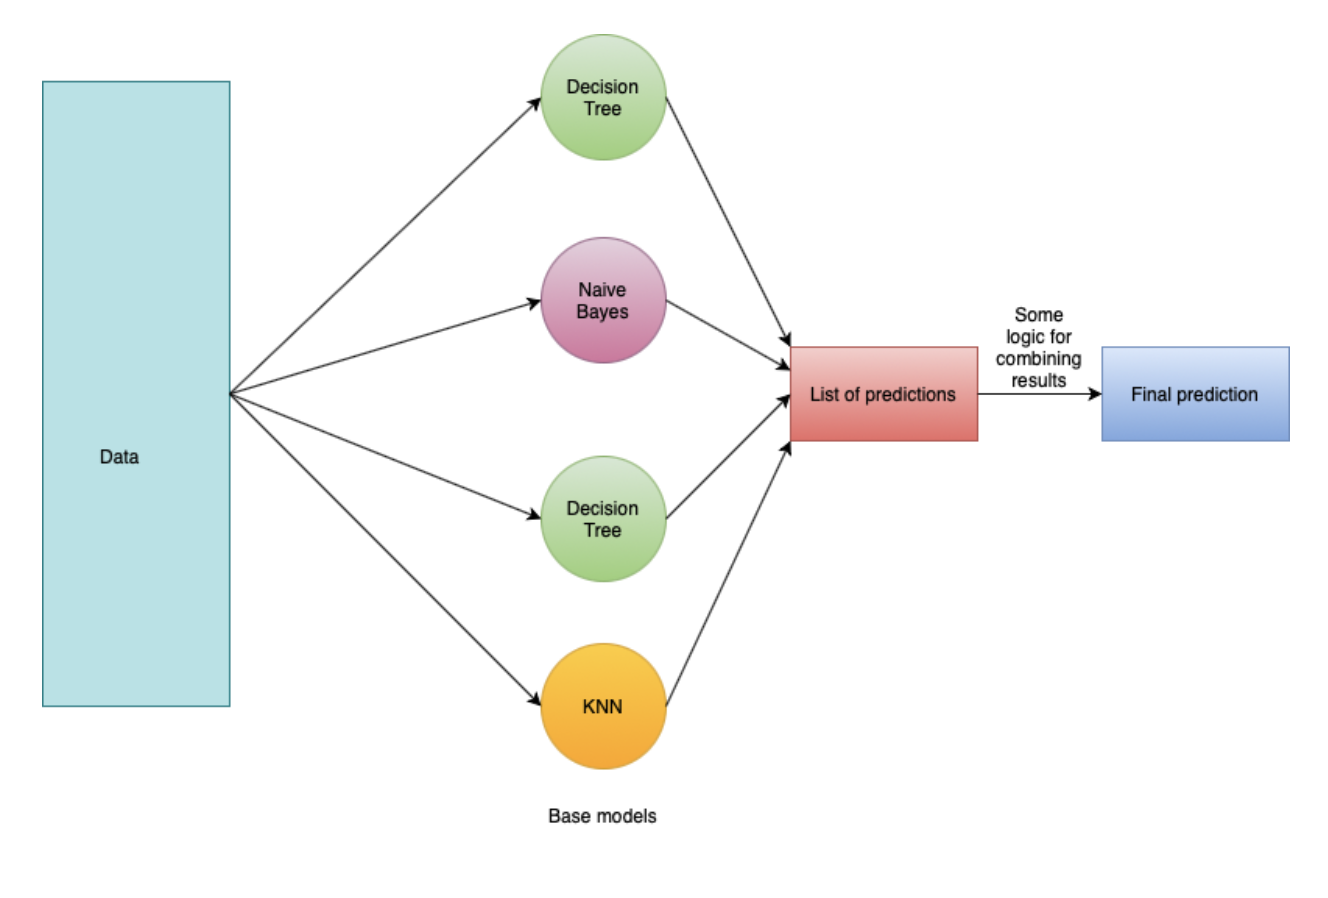 Data
Decision
Tree
Naive
Bayes
Decision
Tree
KNN
Base models
List of predictions
Some
logic for
combining
results
Final prediction